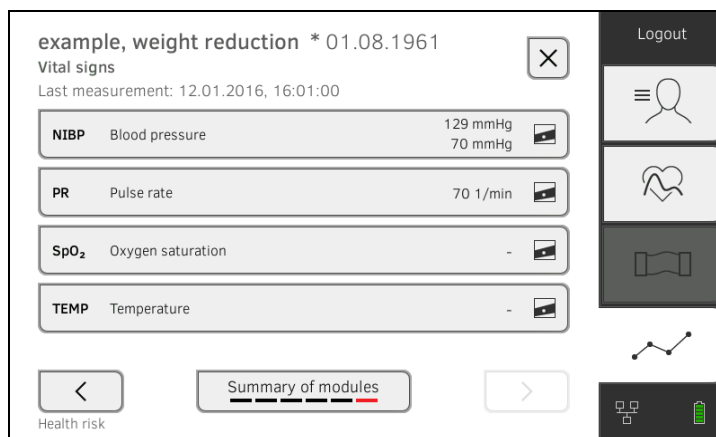 example, weight reduction * 01.08.1961
Vital signs
Last measurement: 12.01.2016, 16:01:00
Logout
NIBP Blood pressure 129 mmHg
70 mmHg
PR Pulse rate 70 1/min
SpO₂ Oxygen saturation -
TEMP Temperature -
Summary of modules
Health risk